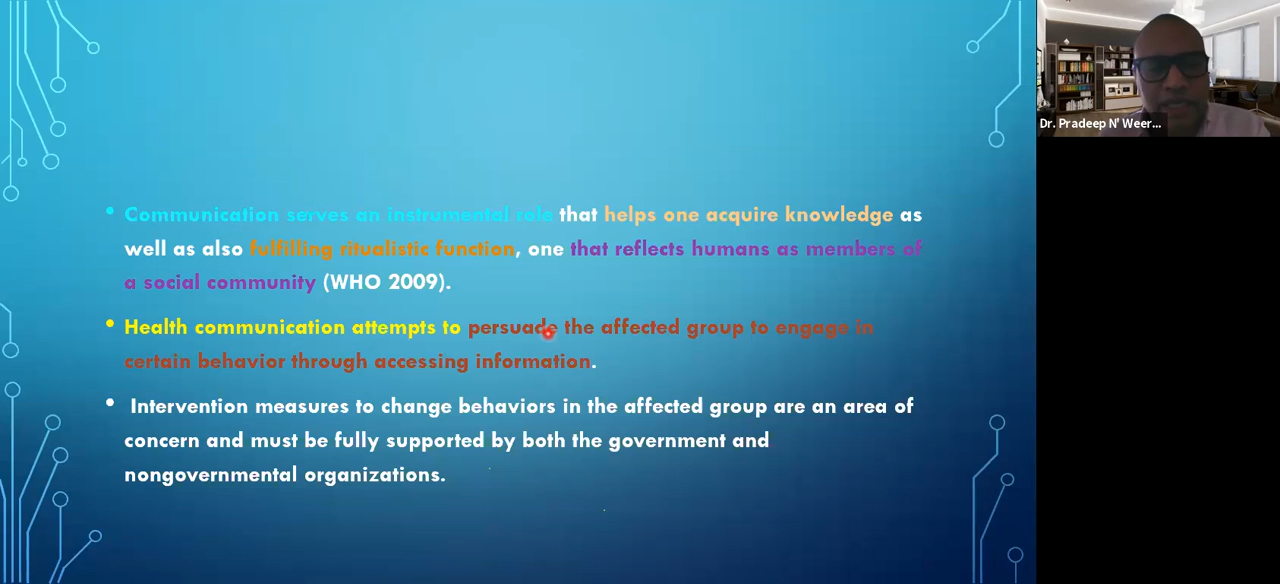 • Communication serves an instrumental role that helps one acquire knowledge as
well as also fulfilling ritualistic function, one that reflects humans as members of
a social community (WHO 2009).
• Health communication attempts to persuade the affected group to engage in
certain behavior through accessing information.
• Intervention measures to change behaviors in the affected group are an area of
concern and must be fully supported by both the government and
nongovernmental organizations.
Dr. Pradeep N' Weer...